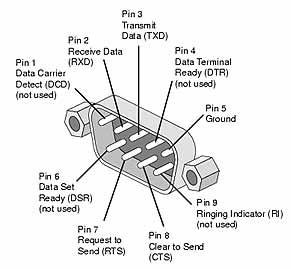 Pin 3
Transmit
Data (TXD)
Pin 2
Receive Data
(RXD)
Pin 4
Data Terminal
Ready (DTR)
(not used)
Pin 1
Data Carrier
Detect (DCD)
(not used)
Pin 5
Ground
Pin 6
Data Set
Ready (DSR)
(not used)
Pin 9
Ringing Indicator (RI)
(not used)
Pin 7
Request to
Send (RTS)
Pin 8
Clear to Send
(CTS)